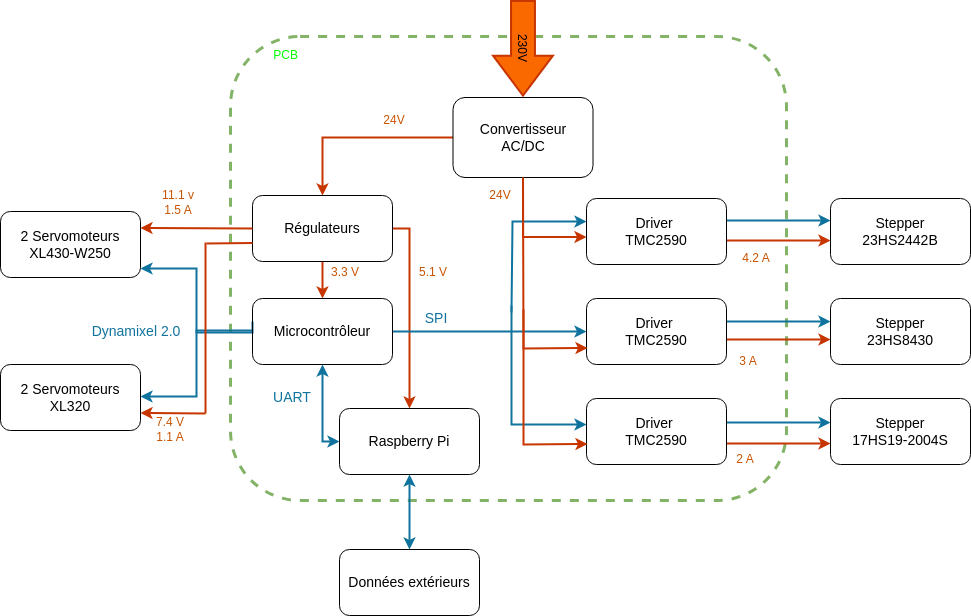 230V
PCB
Convertisseur
AC/DC
24V
24V
11.1 v
1.5 A
2 Servomoteurs
XL430-W250
Régulateurs
Driver
TMC2590
Stepper
23HS2442B
4.2 A
3.3 V
5.1 V
Dynamixel 2.0
Microcontrôleur
SPI
Driver
TMC2590
Stepper
23HS8430
3 A
2 Servomoteurs
XL320
7.4 V
1.1 A
UART
Raspberry Pi
Driver
TMC2590
Stepper
17HS19-2004S
2 A
Données extérieurs